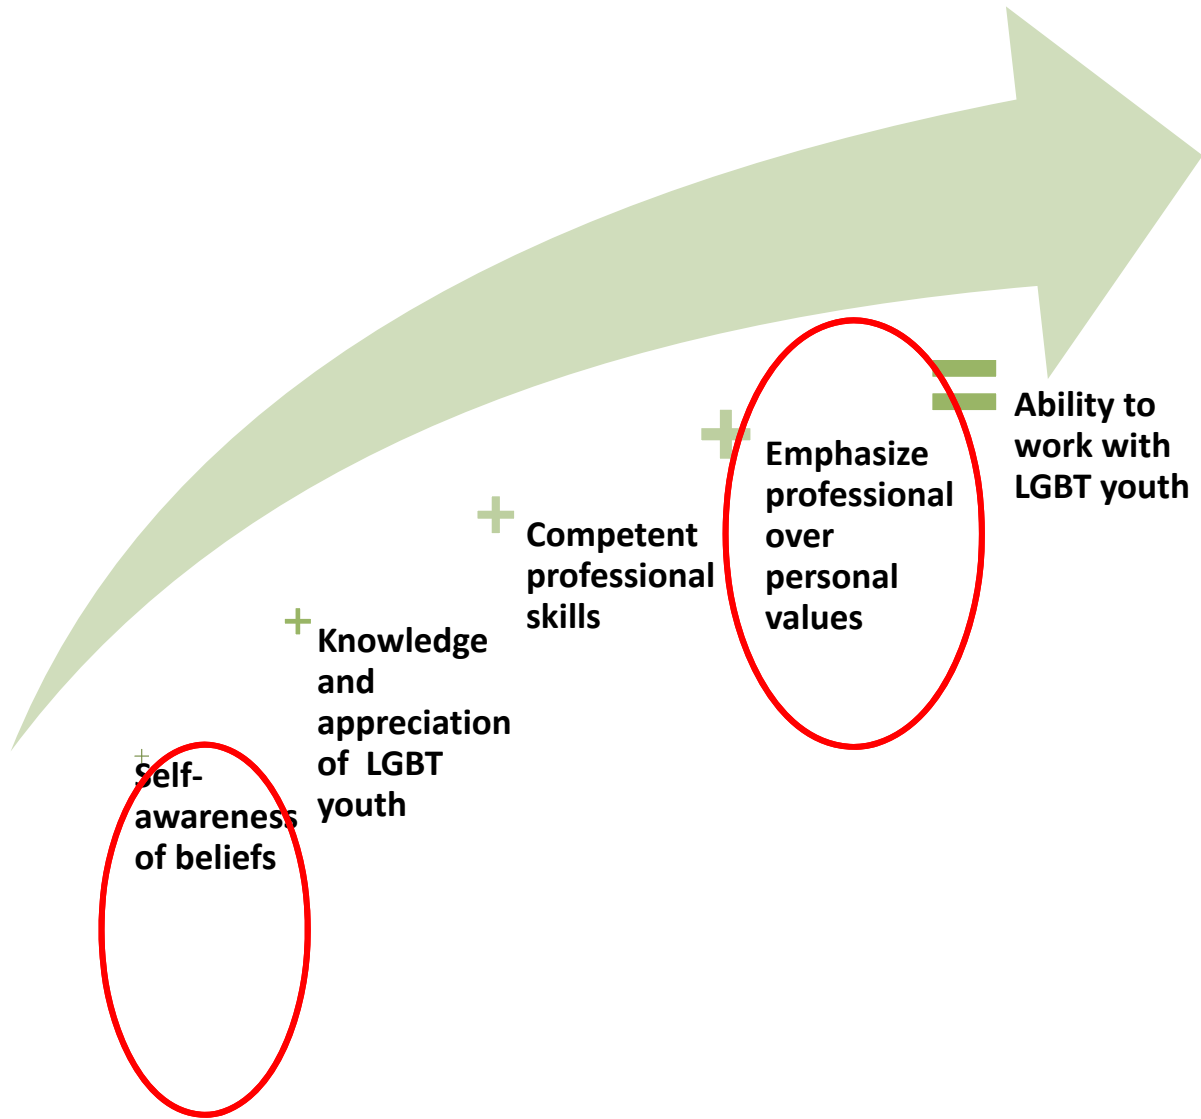 Self-
awareness
of beliefs
+
Knowledge
and
appreciation
of  LGBT
youth
+
Competent
professional
skills
+
Emphasize
professional
over
personal
values
=
Ability to
work with
LGBT youth